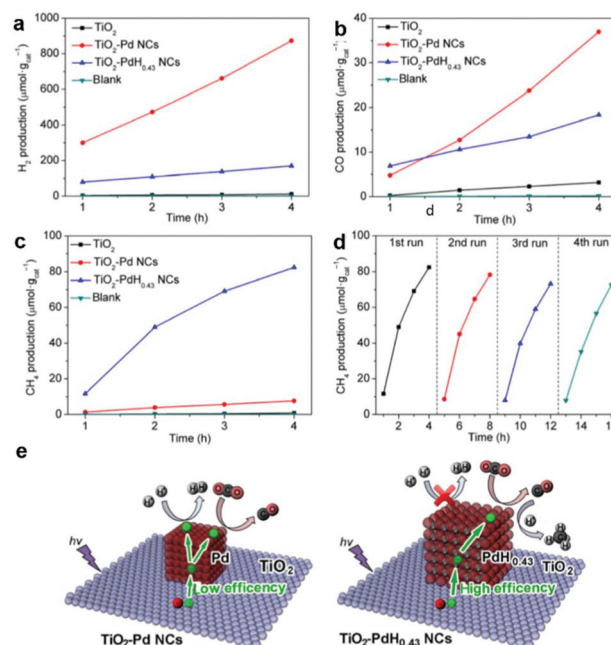 a
TiO2
TiO2-Pd NCs
TiO2-PdH0.43 NCs
Blank
H2 production (μmol·gcat−1)
1000
800
600
400
200
0
1 2 3 4
Time (h)
b
TiO2
TiO2-Pd NCs
TiO2-PdH0.43 NCs
Blank
CO production (μmol·gcat−1)
40
30
20
10
0
1 2 3 4
Time (h)
d
c
TiO2
TiO2-Pd NCs
TiO2-PdH0.43 NCs
Blank
CH4 production (μmol·gcat−1)
100
80
60
40
20
0
1 2 3 4
Time (h)
d
1st run 2nd run 3rd run 4th run
CH4 production (μmol·gcat−1)
100
80
60
40
20
0
2 4 6 8 10 12 14 16
Time (h)
e
H H H H
hv
Pd
TiO2
Low efficency
TiO2-Pd NCs
H H H H
H
H H
hv
PdH0.43
TiO2
High efficency
TiO2-PdH0.43 NCs